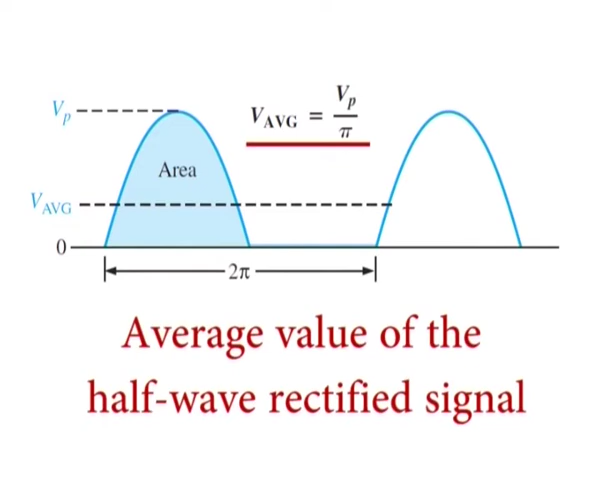 Vp
VAVG = Vp/π
Area
VAVG
0
2π
Average value of the
half-wave rectified signal